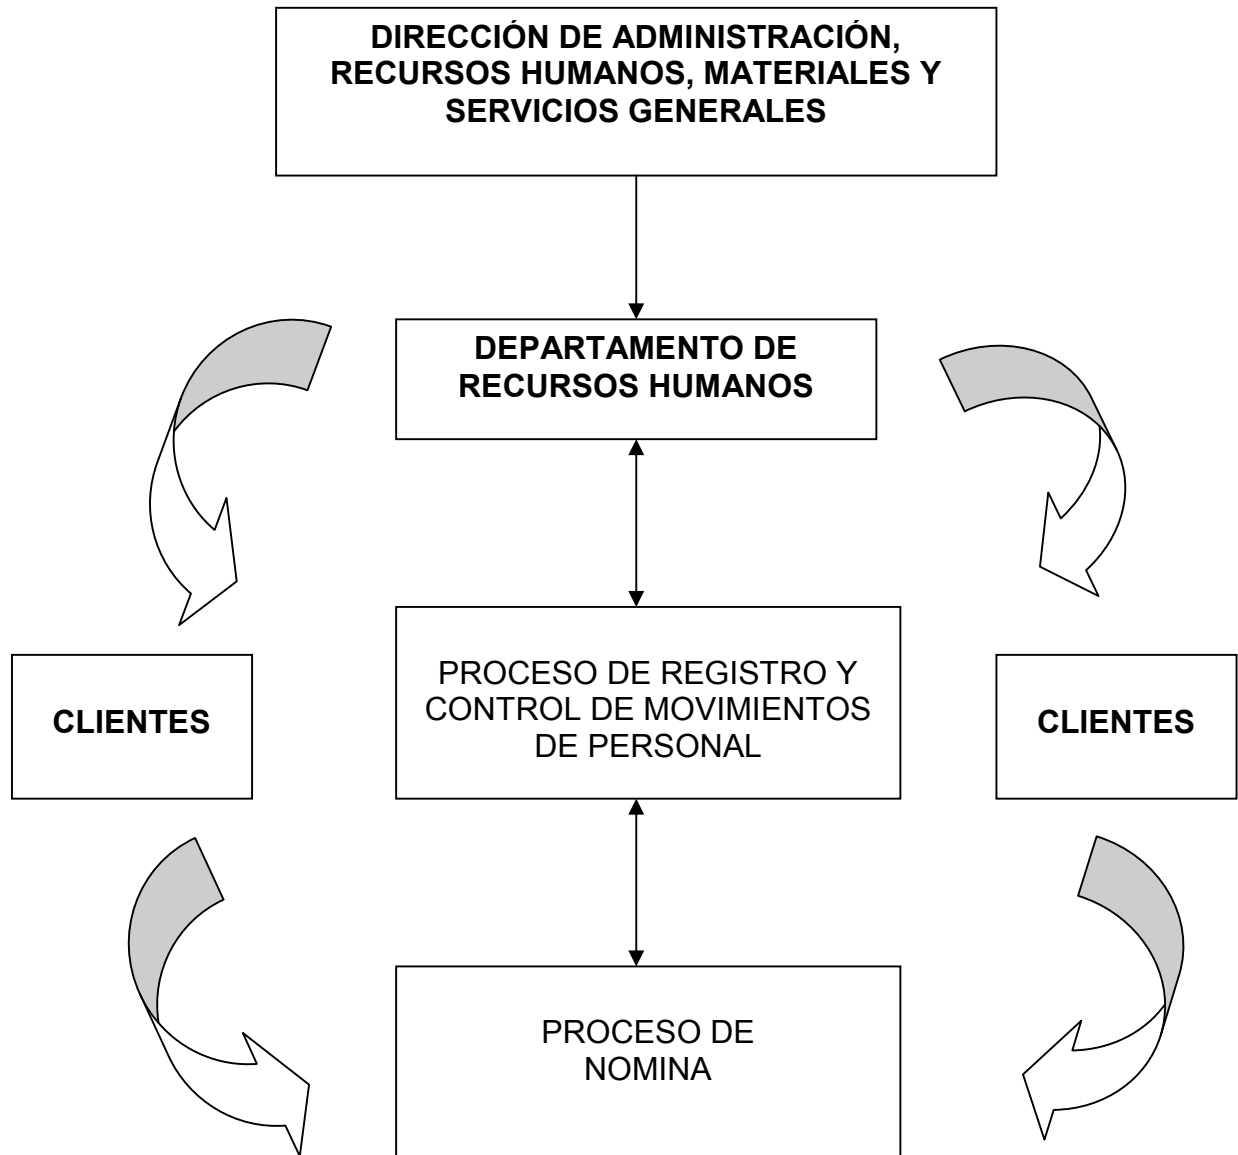 DIRECCIÓN DE ADMINISTRACIÓN,
RECURSOS HUMANOS, MATERIALES Y
SERVICIOS GENERALES
DEPARTAMENTO DE
RECURSOS HUMANOS
PROCESO DE REGISTRO Y
CONTROL DE MOVIMIENTOS
DE PERSONAL
CLIENTES
CLIENTES
PROCESO DE
NOMINA